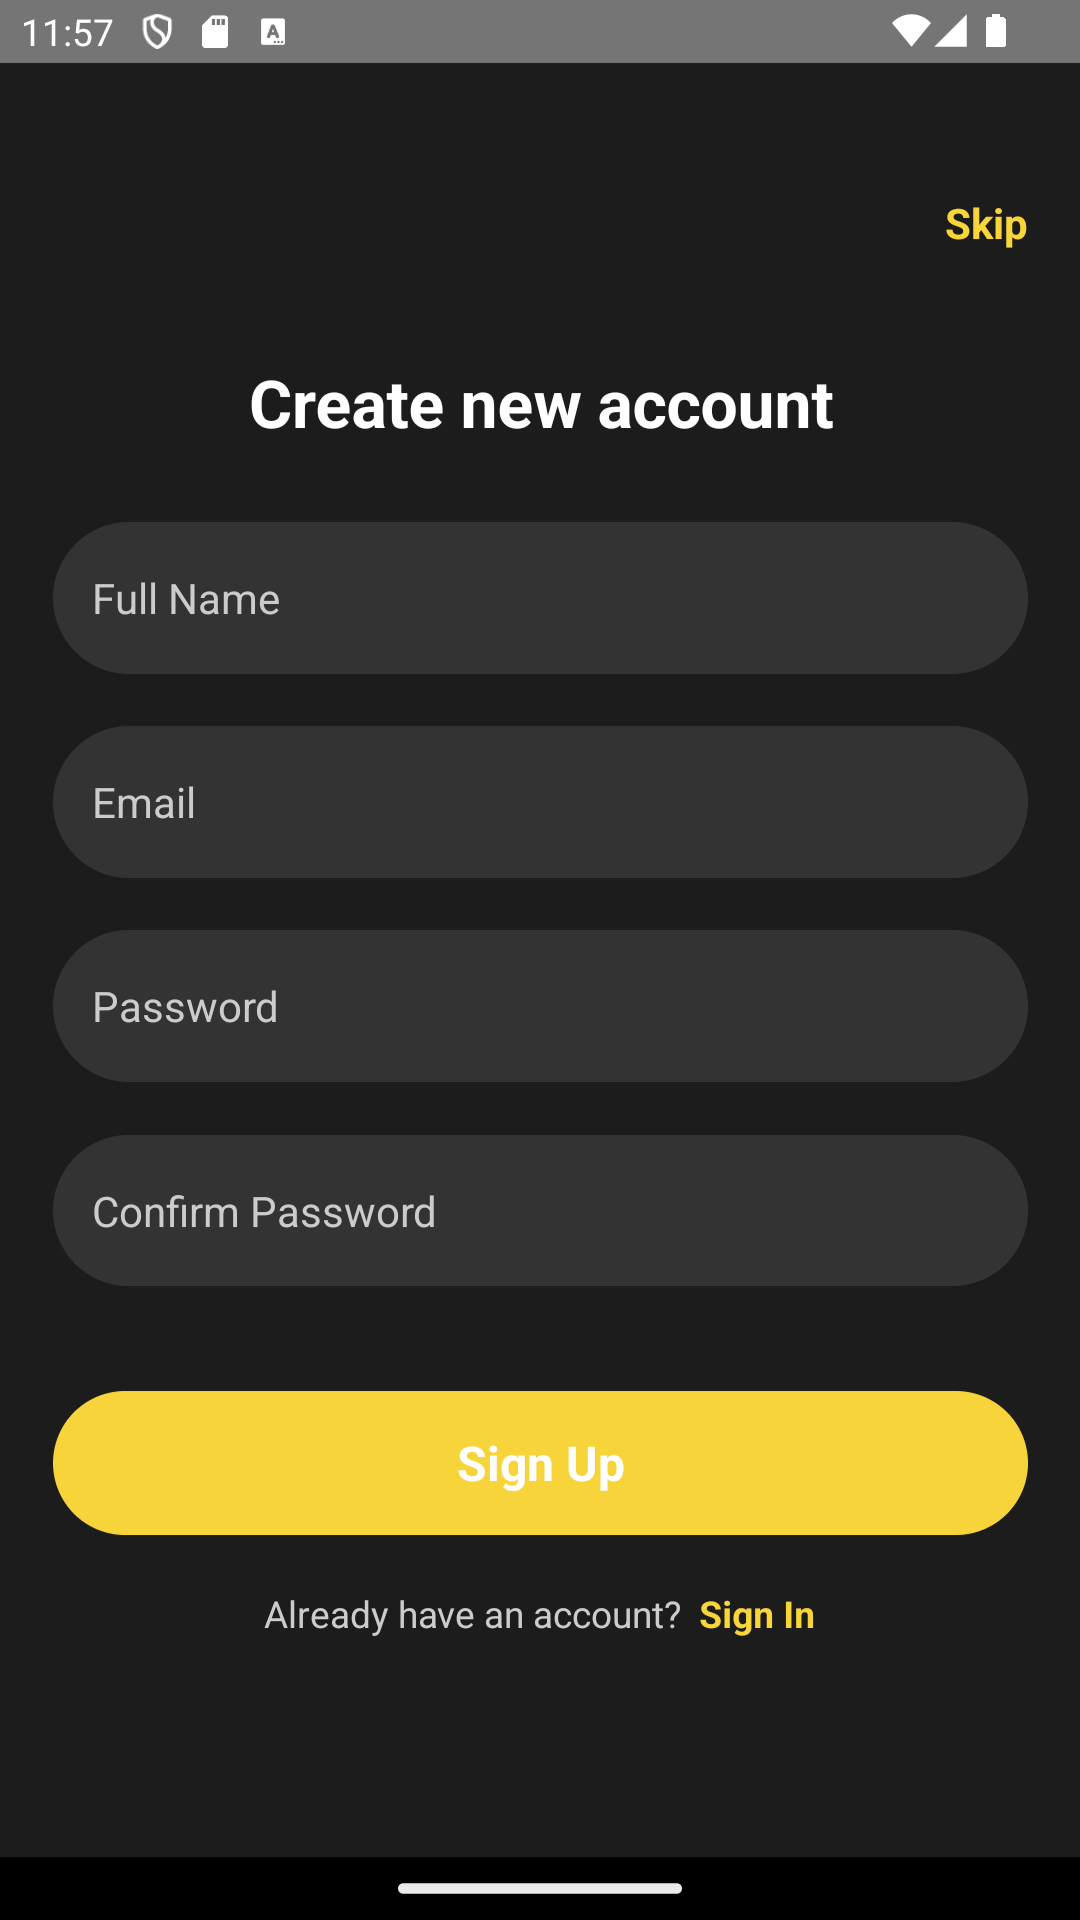 11:57
Skip
Create new account
Full Name
Email
Password
Confirm Password
Sign Up
Already have an account? Sign In